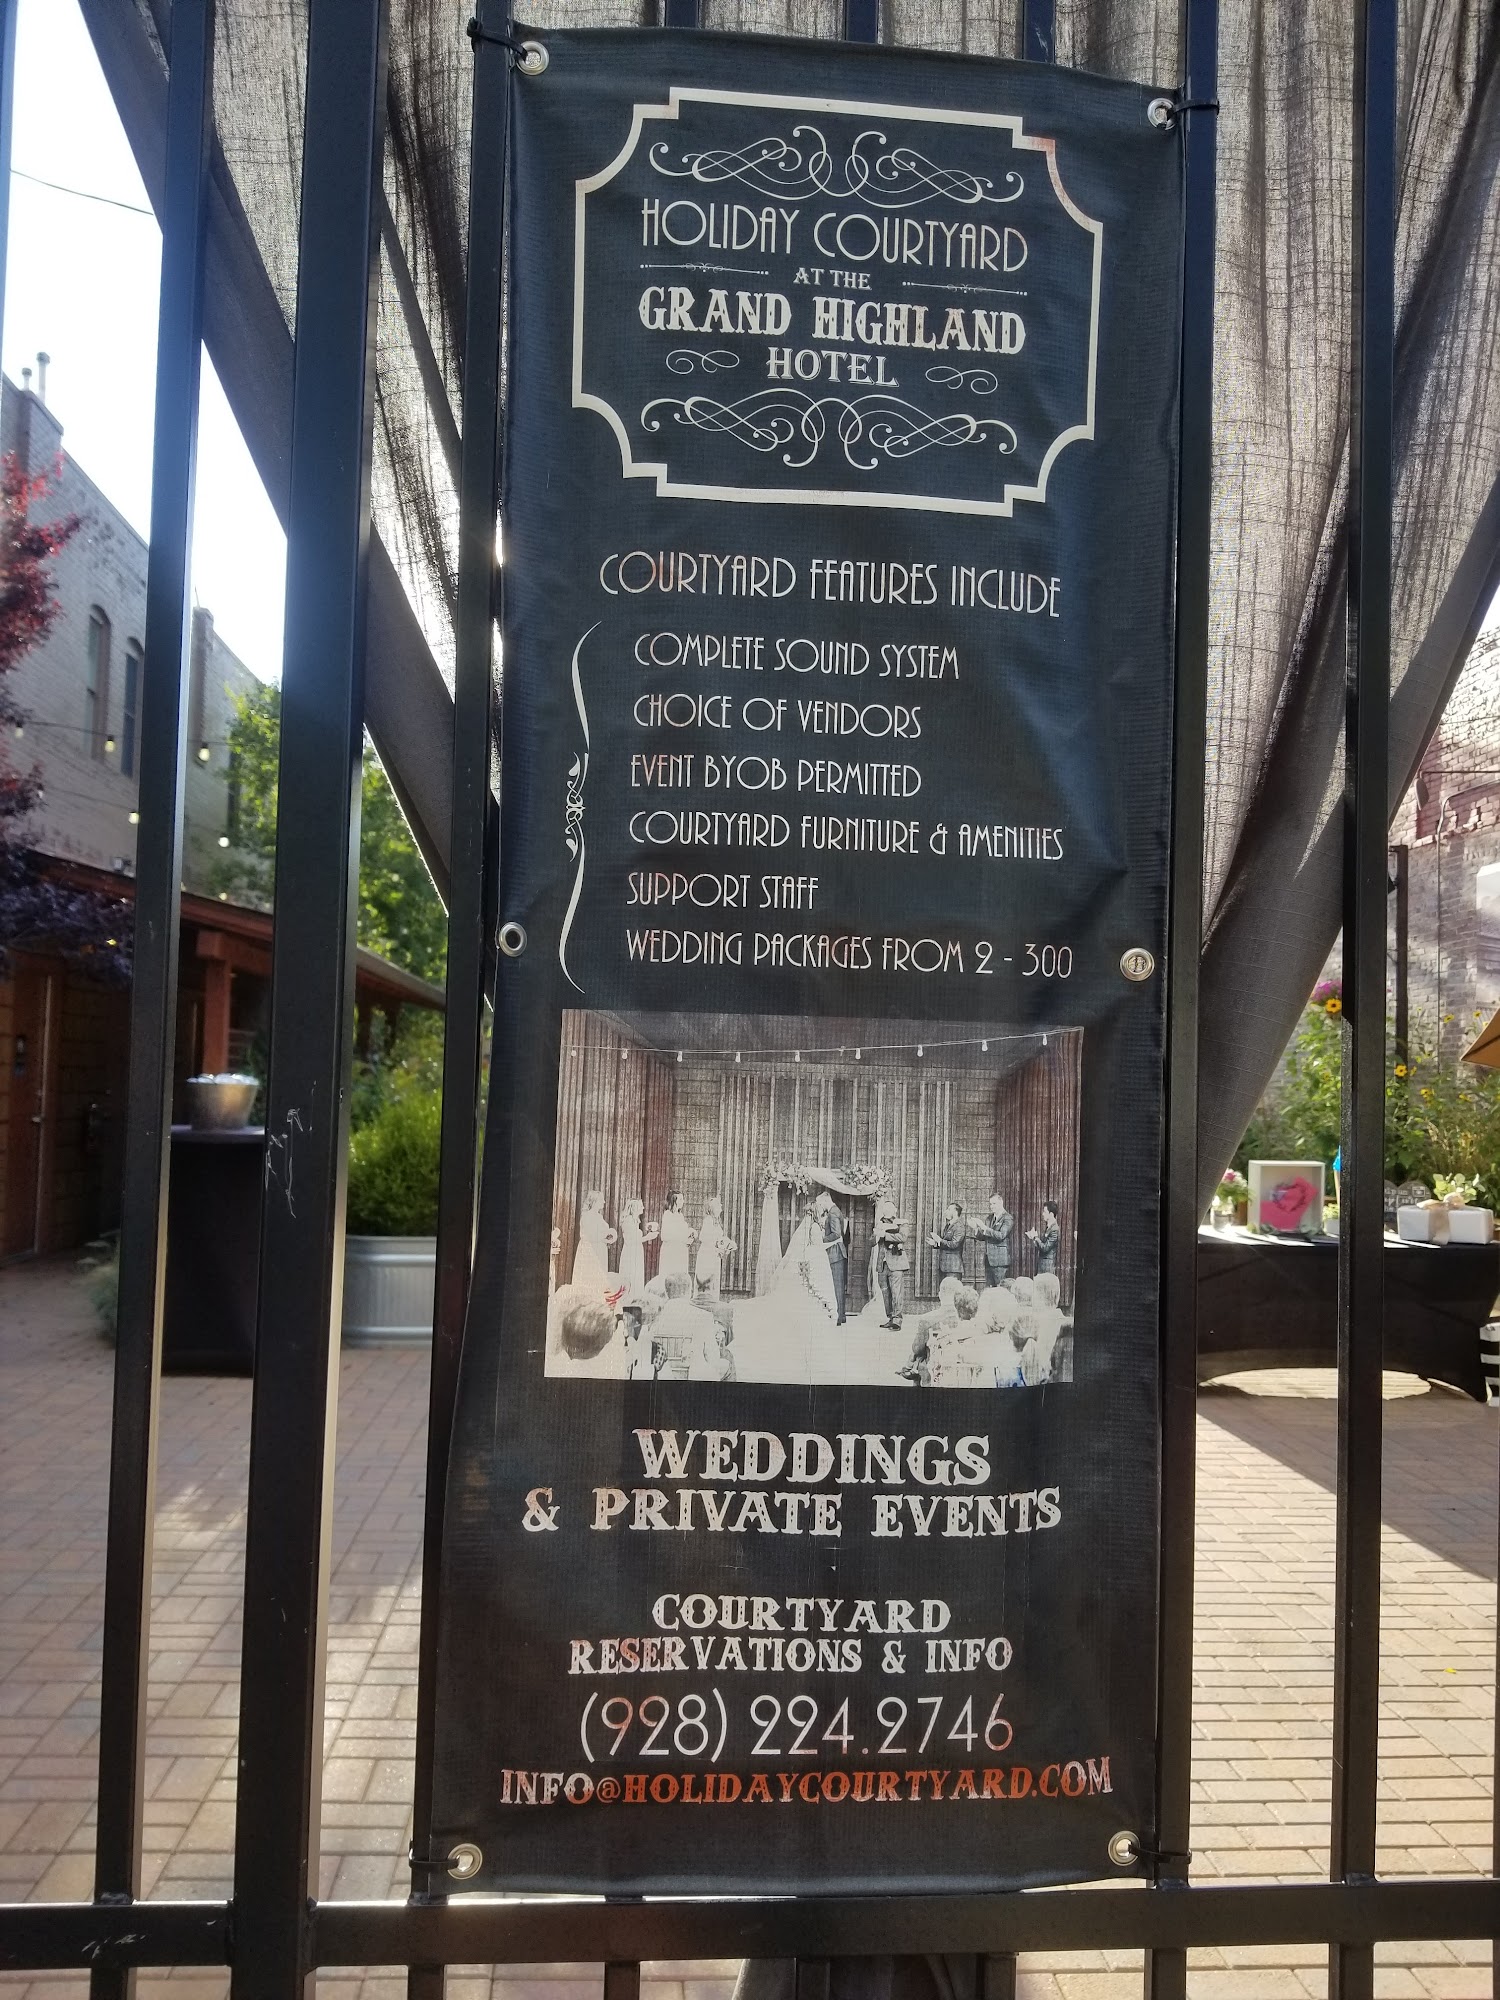 HOLIDAY COURTYARD
AT THE
GRAND HIGHLAND
HOTEL
COURTYARD FEATURES INCLUDE
COMPLETE SOUND SYSTEM
CHOICE OF VENDORS
EVENT BYOB PERMITTED
COURTYARD FURNITURE & AMENITIES
SUPPORT STAFF
WEDDING PACKAGES FROM 2 - 300
WEDDINGS
& PRIVATE EVENTS
COURTYARD
RESERVATIONS & INFO
(928) 224.2746
INFO@HOLIDAYCOURTYARD.COM